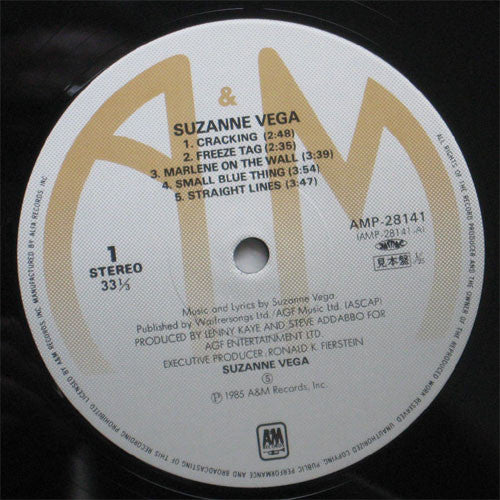 &
A M
SUZANNE VEGA
1. CRACKING (2:48)
2. FREEZE TAG (2:35)
3. MARLENE ON THE WALL (3:39)
4. SMALL BLUE THING (3:54)
5. STRAIGHT LINES (3:47)
1
STEREO
33⅓
AMP-28141
(AMP-28141-A)
見本盤
Music and Lyrics by Suzanne Vega.
Published by Waifersongs Ltd./AGF Music Ltd. (ASCAP)
PRODUCED BY LENNY KAYE AND STEVE ADDABBO FOR
AGF ENTERTAINMENT LTD.
EXECUTIVE PRODUCER: RONALD K. FIERSTEIN
SUZANNE VEGA
Ⓢ
Ⓟ 1985 A&M Records, Inc.
A&M
RECORDS
ALL RIGHTS OF THE RECORD PRODUCER AND THE OWNER OF THE REPRODUCED WORK RESERVED. UNAUTHORIZED COPYING PUBLIC PERFORMANCE AND BROADCASTING OF THIS RECORDING PROHIBITED. LICENSED BY A&M RECORDS INC. MANUFACTURED BY ALFA RECORDS INC.